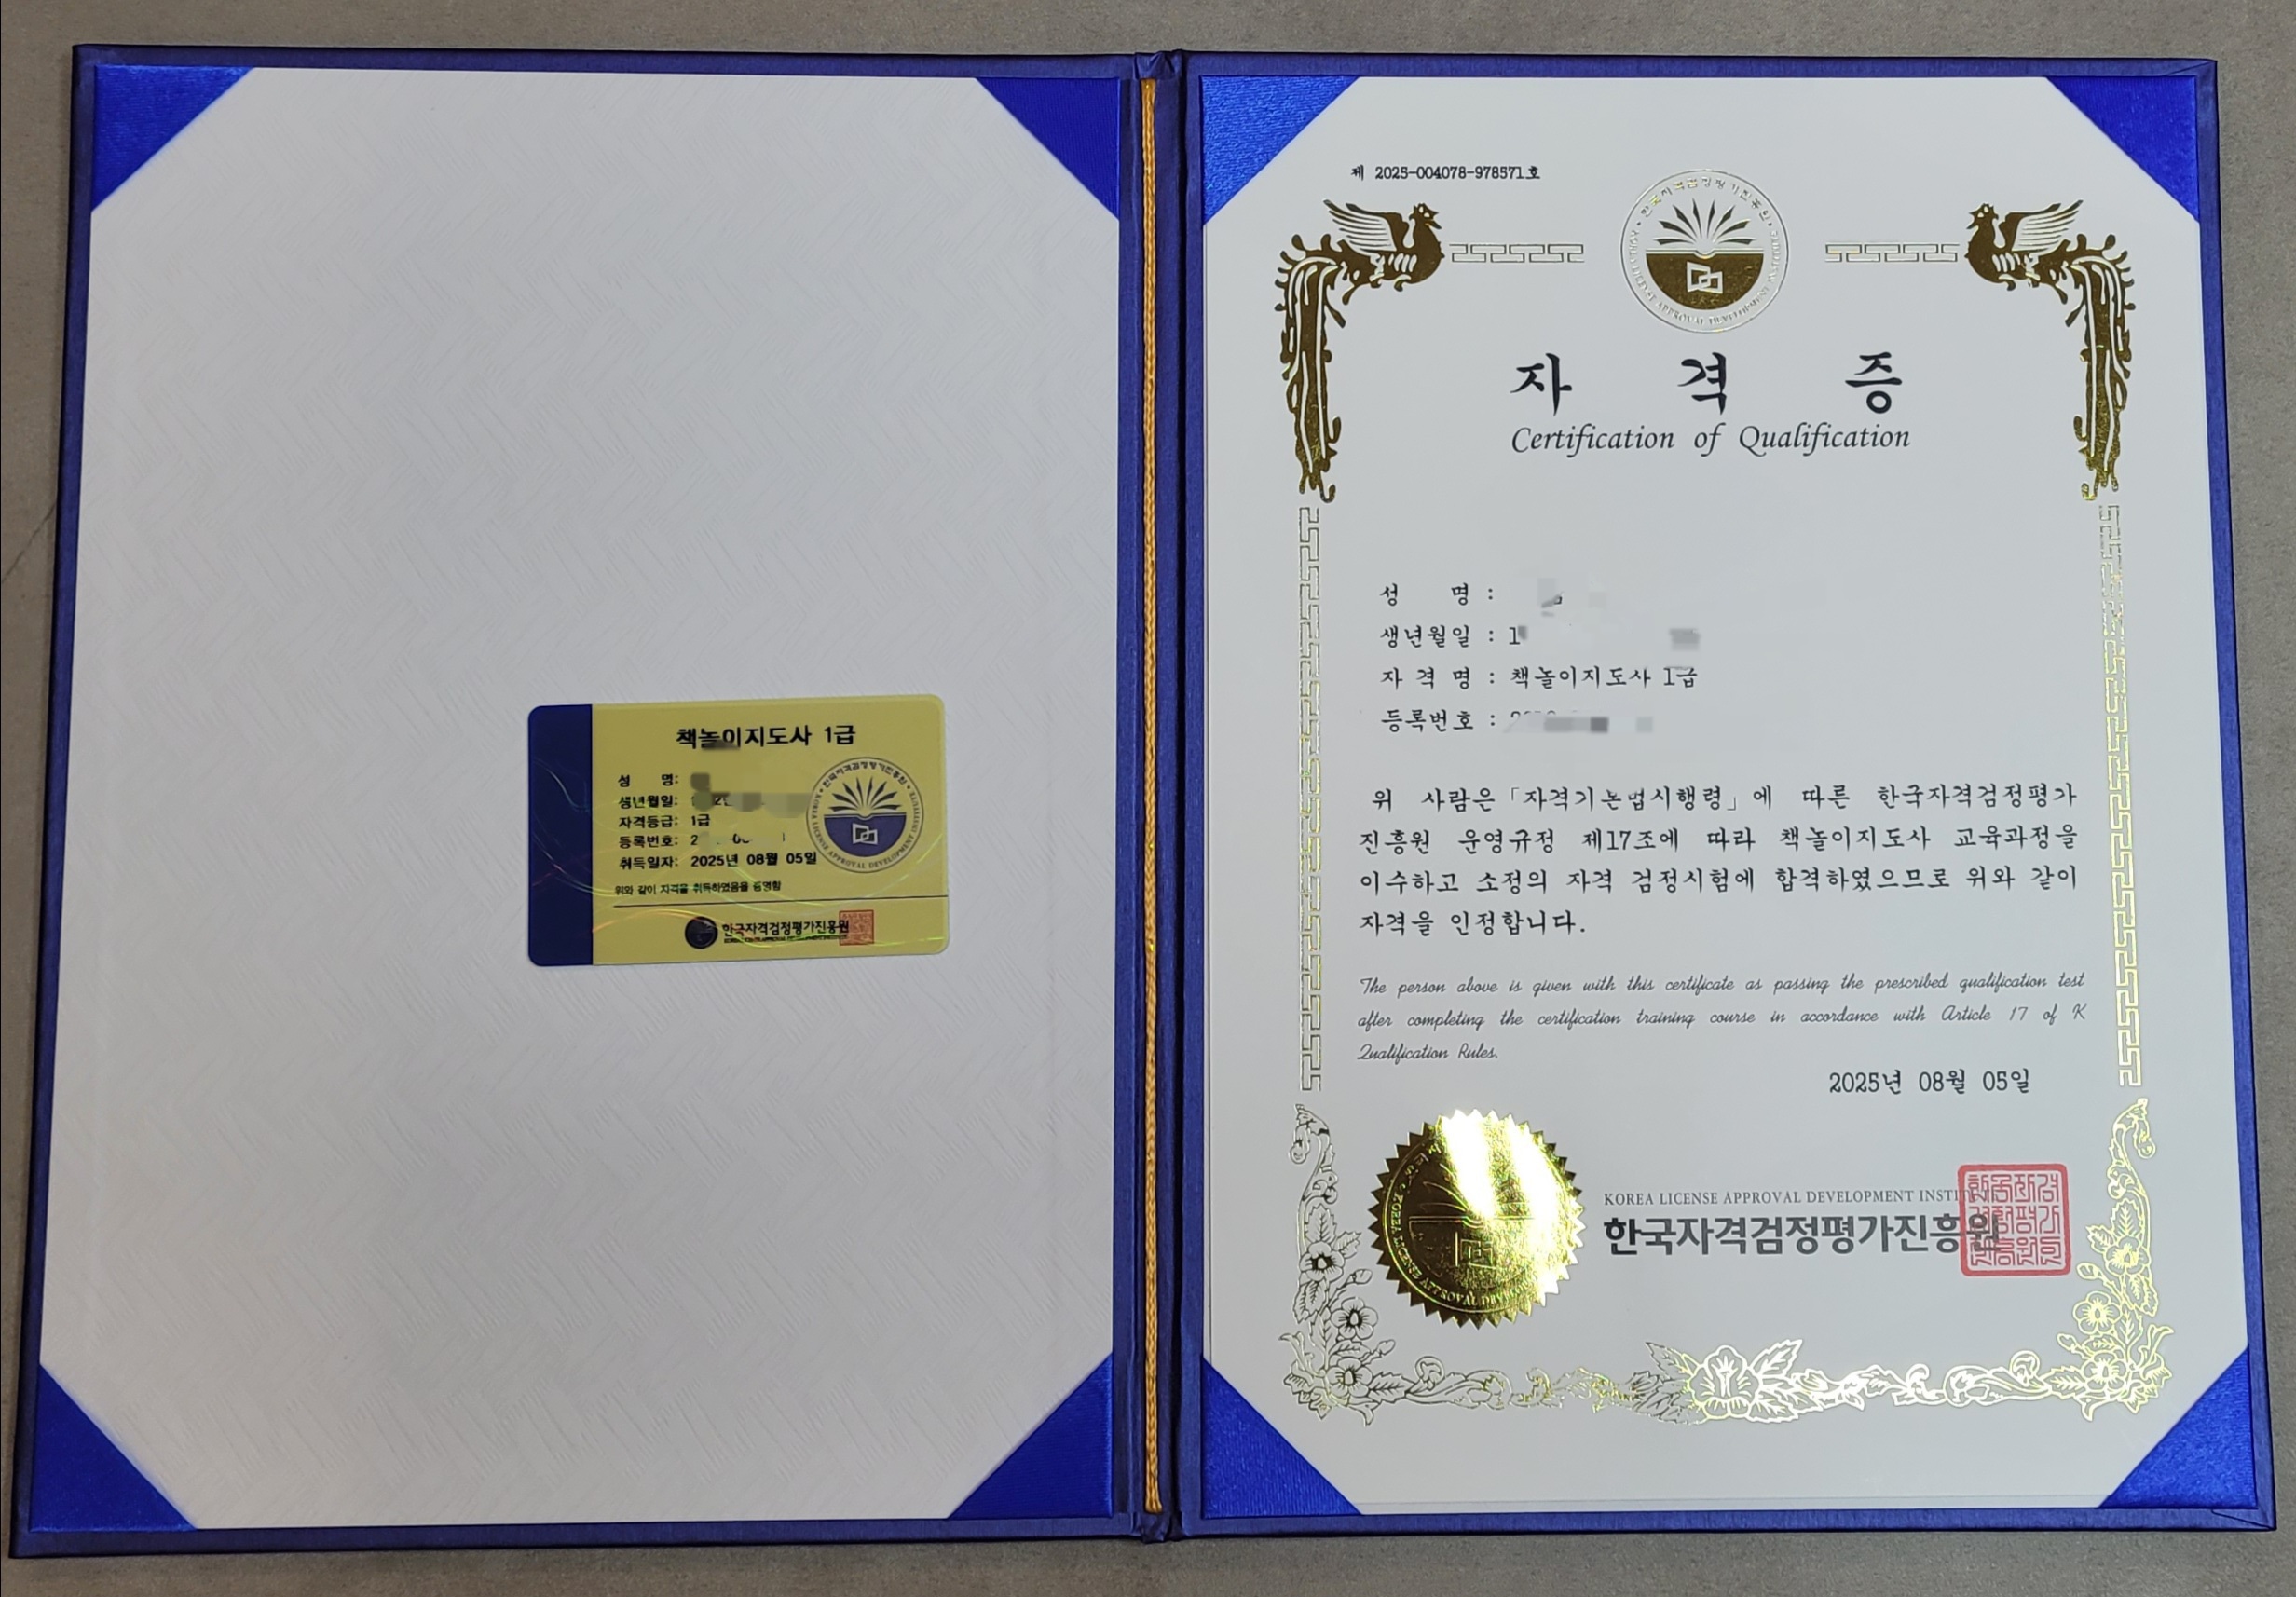 책놀이지도사 1급
성 명:
생년월일:
자격등급: 1급
등록번호:
취득일자: 2025년 08월 05일
위와 같이 자격을 취득하였음을 증명함
한국자격검정평가진흥원
제 2025-004078-978571호
자 격 증
Certification of Qualification
성 명 :
생년월일 :
자 격 명 : 책놀이지도사 1급
등록번호 :
위 사람은 「자격기본법시행령」에 따른 한국자격검정평가
진흥원 운영규정 제17조에 따라 책놀이지도사 교육과정을
이수하고 소정의 자격 검정시험에 합격하였으므로 위와 같이
자격을 인정합니다.
The person above is given with this certificate as passing the prescribed qualification test
after completing the certification training course in accordance with Article 17 of K
Qualification Rules.
2025년 08월 05일
KOREA LICENSE APPROVAL DEVELOPMENT
한국자격검정평가진흥원